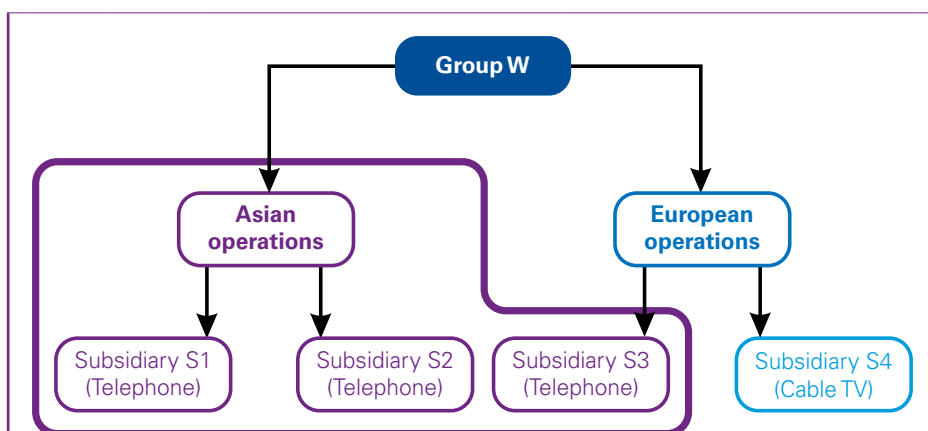 Group W
Asian
operations
European
operations
Subsidiary S1
(Telephone)
Subsidiary S2
(Telephone)
Subsidiary S3
(Telephone)
Subsidiary S4
(Cable TV)